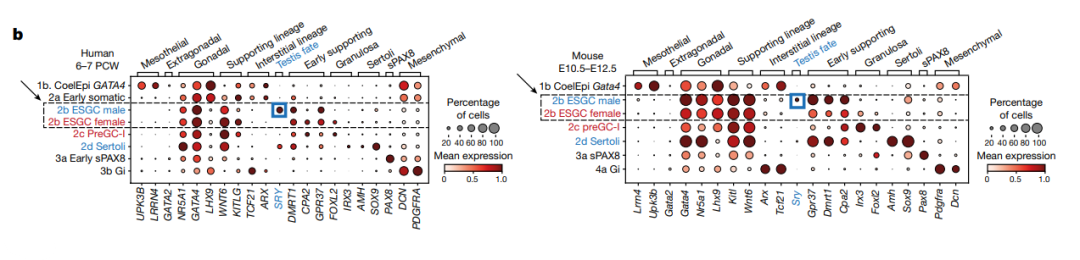 b
Human
6–7 PCW
Mesothelial
Extragonadal
Gonadal
Supporting lineage
Interstitial lineage
Testis fate
Early supporting
Granulosa
Sertoli
sPAX8
Mesenchymal
1b. CoelEpi GATA4
2a Early somatic
2b ESGC male
2b ESGC female
2c PreGC-I
2d Sertoli
3a Early sPAX8
3b Gi
UPK3B
LRRN4
GATA2
NR5A1
GATA4
LHX9
WNT6
KITLG
TCF21
ARX
SRY
DMRT1
CPA2
GPR37
FOXL2
IRX3
AMH
SOX9
PAX8
DCN
PDGFRA
Percentage
of cells
20 40 60 80 100
Mean expression
0 0.5 1.0
Mouse
E10.5–E12.5
Mesothelial
Extragonadal
Gonadal
Supporting lineage
Interstitial lineage
Testis fate
Early supporting
Granulosa
Sertoli
sPAX8
Mesenchymal
1b CoelEpi Gata4
2b ESGC male
2b ESGC female
2c preGC-I
2d Sertoli
3a sPAX8
4a Gi
Lrrn4
Upk3b
Gata2
Gata4
Nr5a1
Lhx9
Kitl
Wnt6
Arx
Tcf21
Sry
Gpr37
Dmrt1
Cpa2
Irx3
Foxl2
Amh
Sox9
Pax8
Pdgfra
Dcn
Percentage
of cells
20 40 60 80 100
Mean expression
0 0.5 1.0